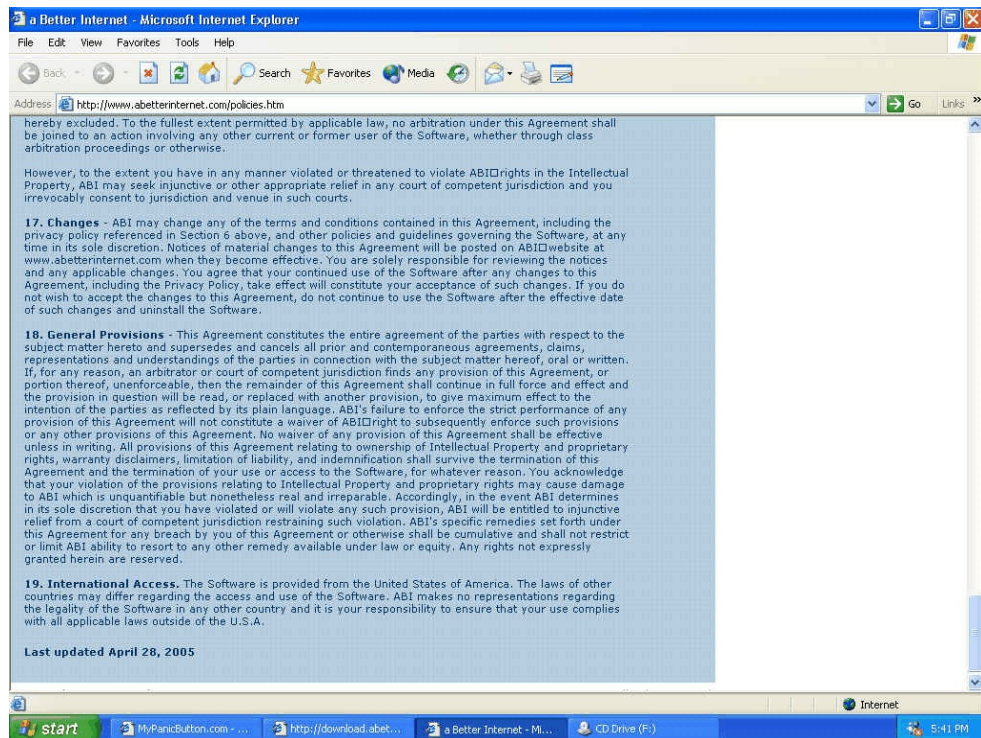 a Better Internet - Microsoft Internet Explorer
File Edit View Favorites Tools Help
Back Search Favorites Media
Address http://www.abetterinternet.com/policies.htm Go Links »
hereby excluded. To the fullest extent permitted by applicable law, no arbitration under this Agreement shall
be joined to an action involving any other current or former user of the Software, whether through class
arbitration proceedings or otherwise.
However, to the extent you have in any manner violated or threatened to violate ABI□rights in the Intellectual
Property, ABI may seek injunctive or other appropriate relief in any court of competent jurisdiction and you
irrevocably consent to jurisdiction and venue in such courts.
17. Changes - ABI may change any of the terms and conditions contained in this Agreement, including the
privacy policy referenced in Section 6 above, and other policies and guidelines governing the Software, at any
time in its sole discretion. Notices of material changes to this Agreement will be posted on ABI□website at
www.abetterinternet.com when they become effective. You are solely responsible for reviewing the notices
and any applicable changes. You agree that your continued use of the Software after any changes to this
Agreement, including the Privacy Policy, take effect will constitute your acceptance of such changes. If you do
not wish to accept the changes to this Agreement, do not continue to use the Software after the effective date
of such changes and uninstall the Software.
18. General Provisions - This Agreement constitutes the entire agreement of the parties with respect to the
subject matter hereto and supersedes and cancels all prior and contemporaneous agreements, claims,
representations and understandings of the parties in connection with the subject matter hereof, oral or written.
If, for any reason, an arbitrator or court of competent jurisdiction finds any provision of this Agreement, or
portion thereof, unenforceable, then the remainder of this Agreement shall continue in full force and effect and
the provision in question will be read, or replaced with another provision, to give maximum effect to the
intention of the parties as reflected by its plain language. ABI's failure to enforce the strict performance of any
provision of this Agreement will not constitute a waiver of ABI□right to subsequently enforce such provisions
or any other provisions of this Agreement. No waiver of any provision of this Agreement shall be effective
unless in writing. All provisions of this Agreement relating to ownership of Intellectual Property and proprietary
rights, warranty disclaimers, limitation of liability, and indemnification shall survive the termination of this
Agreement and the termination of your use or access to the Software, for whatever reason. You acknowledge
that your violation of the provisions relating to Intellectual Property and proprietary rights may cause damage
to ABI which is unquantifiable but nonetheless real and irreparable. Accordingly, in the event ABI determines
in its sole discretion that you have violated or will violate any such provision, ABI will be entitled to injunctive
relief from a court of competent jurisdiction restraining such violation. ABI's specific remedies set forth under
this Agreement for any breach by you of this Agreement or otherwise shall be cumulative and shall not restrict
or limit ABI ability to resort to any other remedy available under law or equity. Any rights not expressly
granted herein are reserved.
19. International Access. The Software is provided from the United States of America. The laws of other
countries may differ regarding the access and use of the Software. ABI makes no representations regarding
the legality of the Software in any other country and it is your responsibility to ensure that your use complies
with all applicable laws outside of the U.S.A.
Last updated April 28, 2005
Internet
start MyPanicButton.com - ... http://download.abet... a Better Internet - Mi... CD Drive (F:) 5:41 PM